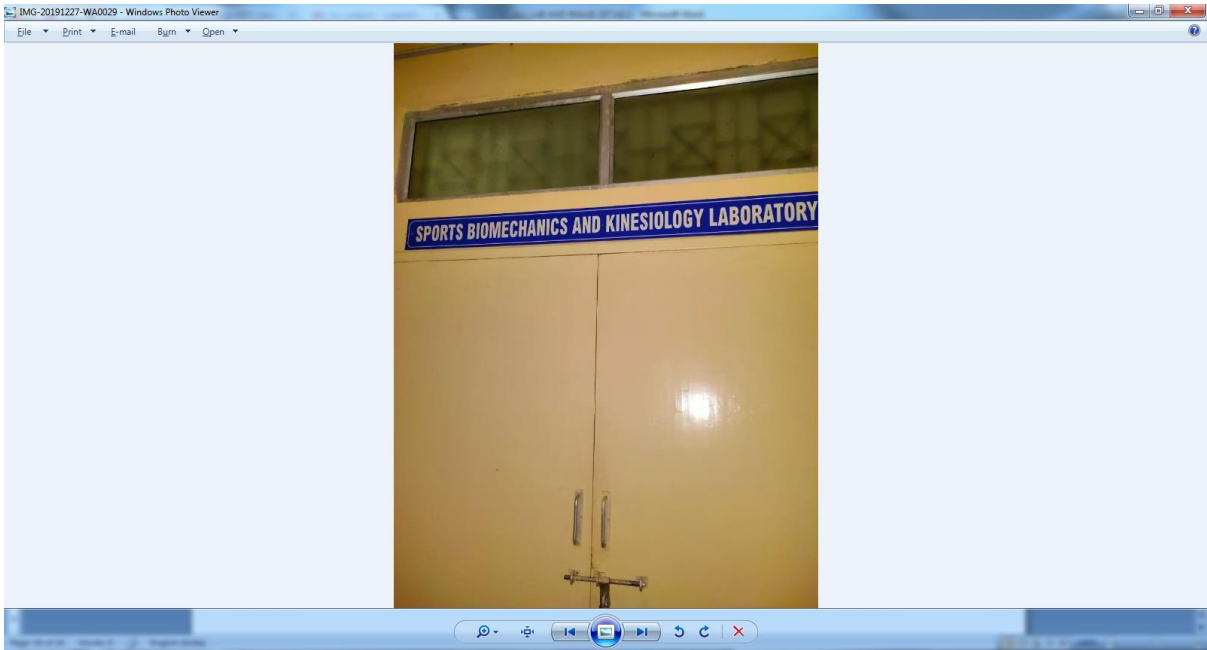 IMG-20191227-WA0029 - Windows Photo Viewer
File Print E-mail Burn Open
SPORTS BIOMECHANICS AND KINESIOLOGY LABORATORY